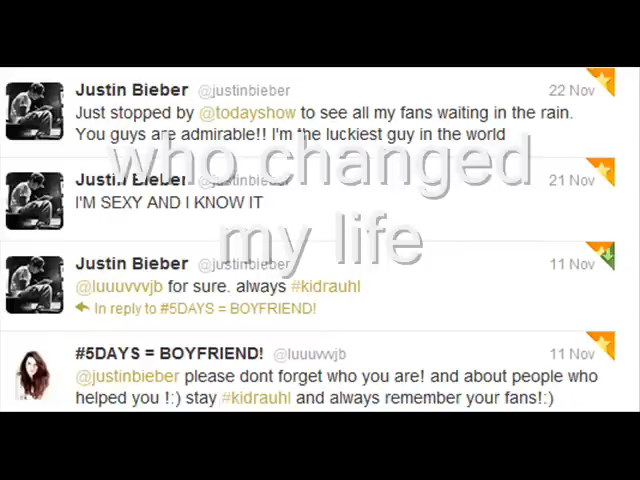 Justin Bieber @justinbieber 22 Nov
Just stopped by @todayshow to see all my fans waiting in the rain.
You guys are admirable!! I'm the luckiest guy in the world
who changed
Justin Bieber @justinbieber 21 Nov
I'M SEXY AND I KNOW IT
my life
Justin Bieber @justinbieber 11 Nov
@luuuvvvjb for sure. always #kidrauhl
In reply to #5DAYS = BOYFRIEND!
#5DAYS = BOYFRIEND! @luuuvvvjb 11 Nov
@justinbieber please dont forget who you are! and about people who
helped you !:) stay #kidrauhl and always remember your fans!:)